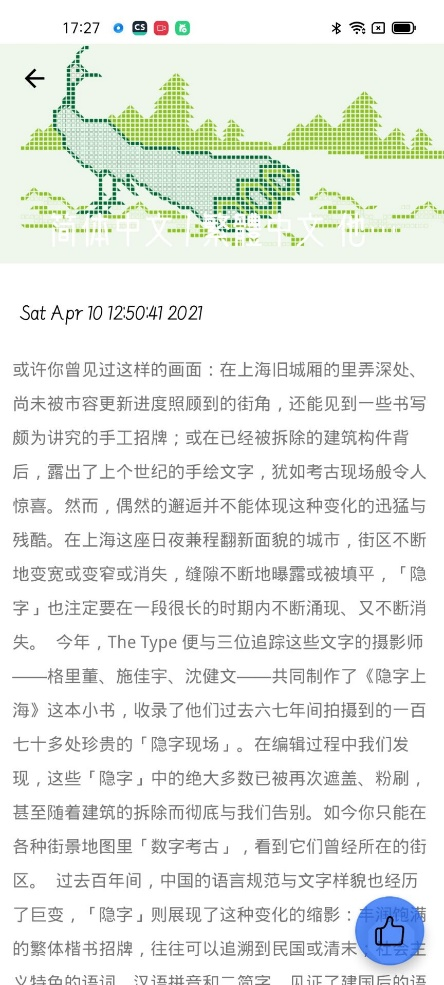 17:27
CS
简体中文丨繁體中文 他…
Sat Apr 10 12:50:41 2021
或许你曾见过这样的画面：在上海旧城厢的里弄深处、
尚未被市容更新进度照顾到的街角，还能见到一些书写
颇为讲究的手工招牌；或在已经被拆除的建筑构件背
后，露出了上个世纪的手绘文字，犹如考古现场般令人
惊喜。然而，偶然的邂逅并不能体现这种变化的迅猛与
残酷。在上海这座日夜兼程翻新面貌的城市，街区不断
地变宽或变窄或消失，缝隙不断地曝露或被填平，「隐
字」也注定要在一段很长的时期内不断涌现、又不断消
失。 今年，The Type 便与三位追踪这些文字的摄影师
——格里董、施佳宇、沈健文——共同制作了《隐字上
海》这本小书，收录了他们过去六七年间拍摄到的一百
七十多处珍贵的「隐字现场」。在编辑过程中我们发
现，这些「隐字」中的绝大多数已被再次遮盖、粉刷，
甚至随着建筑的拆除而彻底与我们告别。如今你只能在
各种街景地图里「数字考古」，看到它们曾经所在的街
区。 过去百年间，中国的语言规范与文字样貌也经历
了巨变，「隐字」则展现了这种变化的缩影：丰润饱满
的繁体楷书招牌，往往可以追溯到民国或清末，社会主
义特色的语词、汉语拼音和二简字，见证了建国后的语